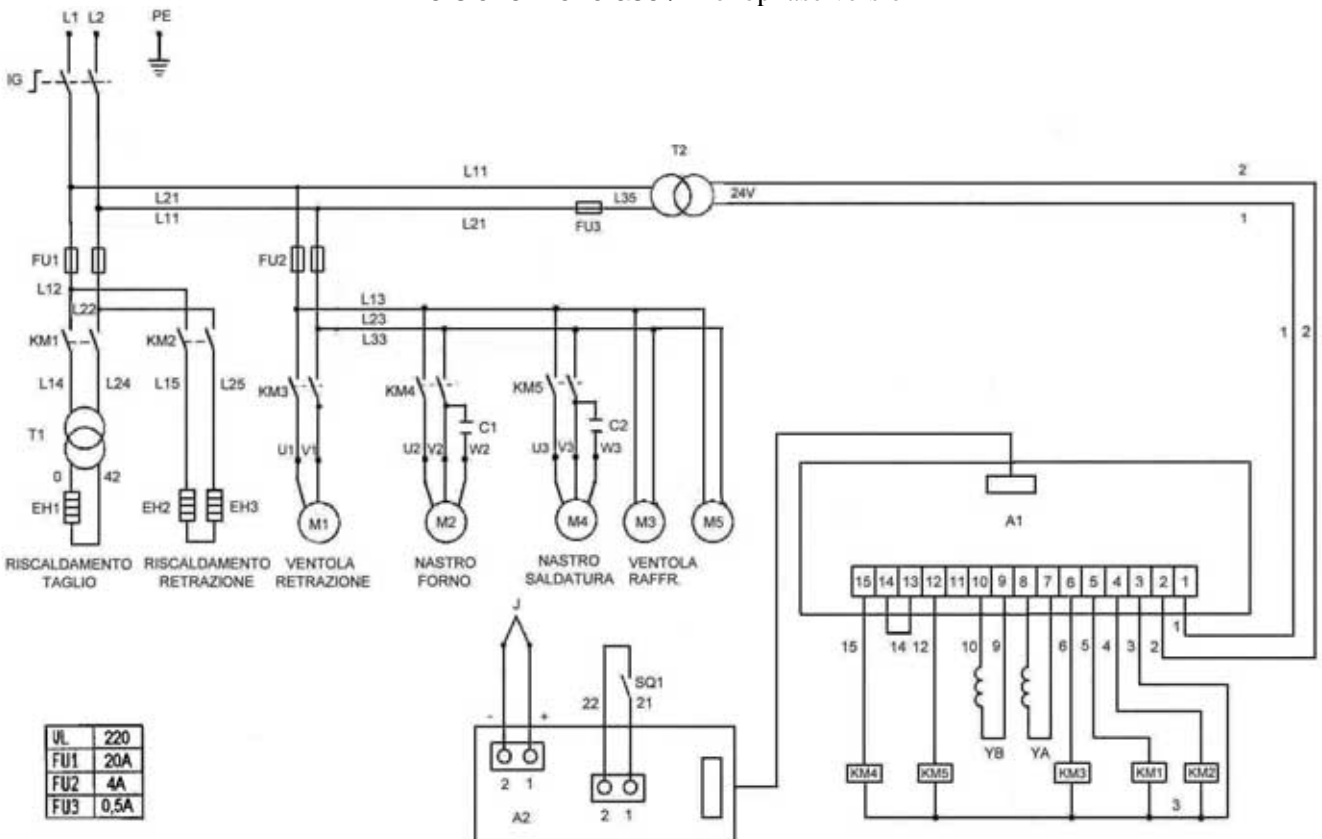 L1 L2 PE
IG
T2
L11
2
L21
L35
24V
L11
L21
FU3
1
FU1
FU2
L12
L13
L22
L23
L33
1 2
KM1
KM2
KM3
KM4
KM5
L14 L24 L15 L25
C1
C2
T1
U1 V1
U2 V2 W2
U3 V3 W3
0 42
EH1
EH2 EH3
M1
M2
M4
M3
M5
A1
RISCALDAMENTO TAGLIO
RISCALDAMENTO RETRAZIONE
VENTOLA RETRAZIONE
NASTRO FORNO
NASTRO SALDATURA
VENTOLA RAFFR.
15 14 13 12 11 10 9 8 7 6 5 4 3 2 1
1
15 14 12 10 9 6 5 4 3 2
J
SQ1
22 21
- +
2 1
2 1
A2
YB YA
KM4 KM5 KM3 KM1 KM2
3
VL 220
FU1 20A
FU2 4A
FU3 0,5A